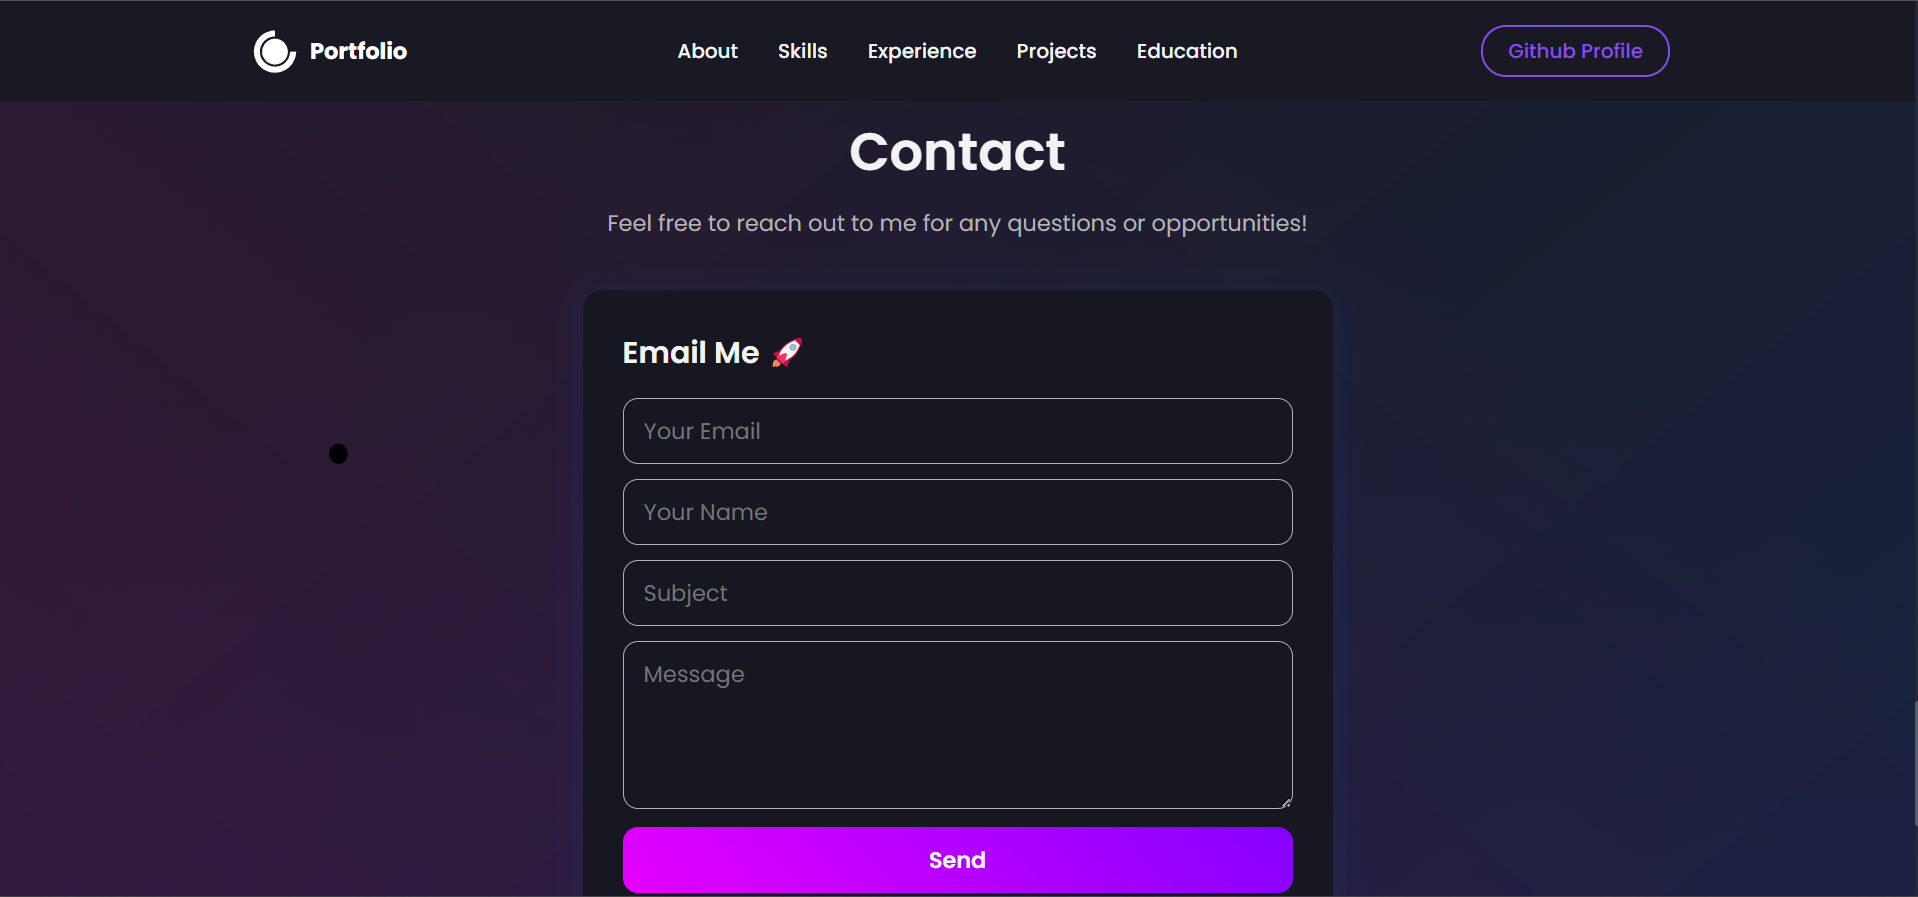 Portfolio
About Skills Experience Projects Education
Github Profile
Contact
Feel free to reach out to me for any questions or opportunities!
Email Me 🚀
Your Email
Your Name
Subject
Message
Send